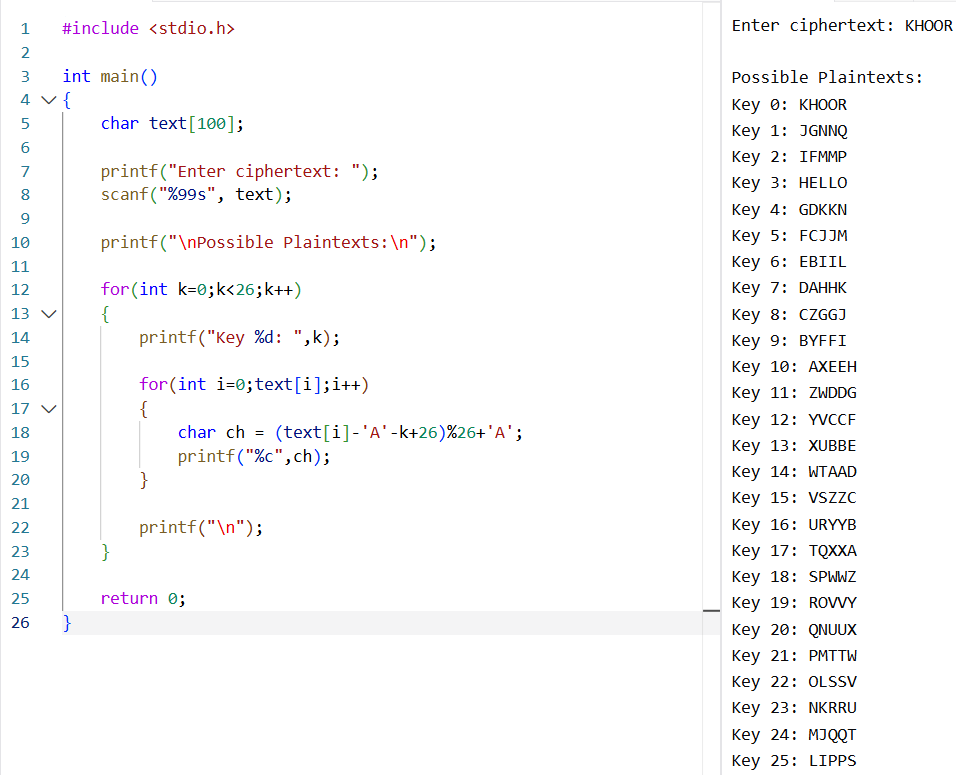 1 #include <stdio.h>
2
3 int main()
4 {
5 char text[100];
6
7 printf("Enter ciphertext: ");
8 scanf("%99s", text);
9
10 printf("\nPossible Plaintexts:\n");
11
12 for(int k=0;k<26;k++)
13 {
14 printf("Key %d: ",k);
15
16 for(int i=0;text[i];i++)
17 {
18 char ch = (text[i]-'A'-k+26)%26+'A';
19 printf("%c",ch);
20 }
21
22 printf("\n");
23 }
24
25 return 0;
26 }
Enter ciphertext: KHOOR
Possible Plaintexts:
Key 0: KHOOR
Key 1: JGNNQ
Key 2: IFMMP
Key 3: HELLO
Key 4: GDKKN
Key 5: FCJJM
Key 6: EBIIL
Key 7: DAHHK
Key 8: CZGGJ
Key 9: BYFFI
Key 10: AXEEH
Key 11: ZWDDG
Key 12: YVCCF
Key 13: XUBBE
Key 14: WTAAD
Key 15: VSZZC
Key 16: URYYB
Key 17: TQXXA
Key 18: SPWWZ
Key 19: ROVVY
Key 20: QNUUX
Key 21: PMTTW
Key 22: OLSSV
Key 23: NKRRU
Key 24: MJQQT
Key 25: LIPPS